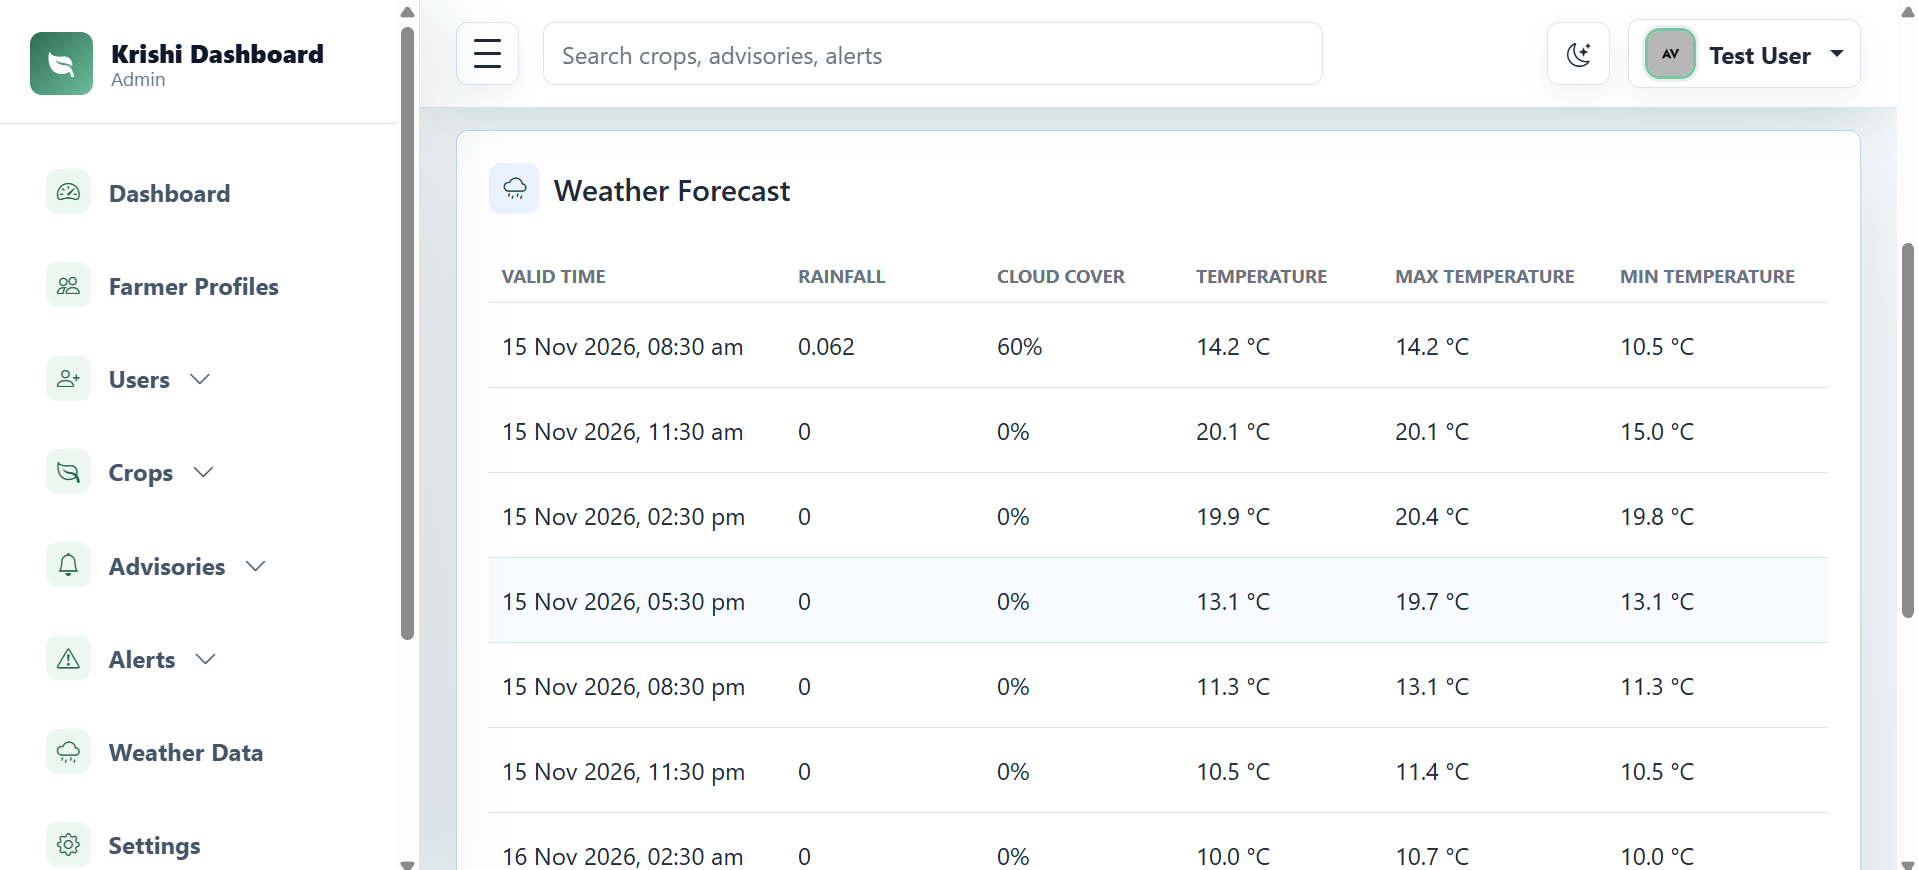 Krishi Dashboard
Admin
Dashboard
Farmer Profiles
Users
Crops
Advisories
Alerts
Weather Data
Settings
Search crops, advisories, alerts
AV Test User
Weather Forecast
VALID TIME RAINFALL CLOUD COVER TEMPERATURE MAX TEMPERATURE MIN TEMPERATURE
15 Nov 2026, 08:30 am 0.062 60% 14.2 °C 14.2 °C 10.5 °C
15 Nov 2026, 11:30 am 0 0% 20.1 °C 20.1 °C 15.0 °C
15 Nov 2026, 02:30 pm 0 0% 19.9 °C 20.4 °C 19.8 °C
15 Nov 2026, 05:30 pm 0 0% 13.1 °C 19.7 °C 13.1 °C
15 Nov 2026, 08:30 pm 0 0% 11.3 °C 13.1 °C 11.3 °C
15 Nov 2026, 11:30 pm 0 0% 10.5 °C 11.4 °C 10.5 °C
16 Nov 2026, 02:30 am 0 0% 10.0 °C 10.7 °C 10.0 °C